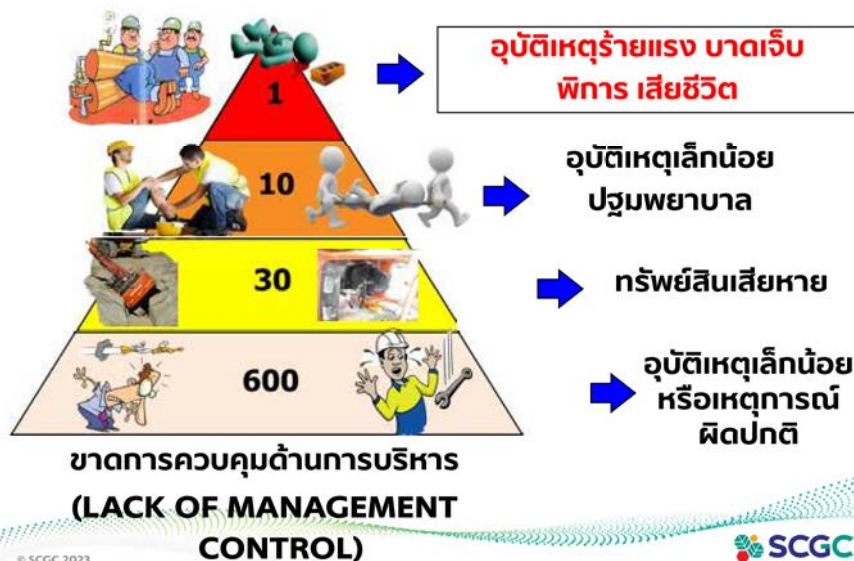 1
อุบัติเหตุร้ายแรง บาดเจ็บ
พิการ เสียชีวิต
10
อุบัติเหตุเล็กน้อย
ปฐมพยาบาล
30
ทรัพย์สินเสียหาย
600
อุบัติเหตุเล็กน้อย
หรือเหตุการณ์
ผิดปกติ
ขาดการควบคุมด้านการบริหาร
(LACK OF MANAGEMENT
CONTROL)
© SCGC 2023
SCGC